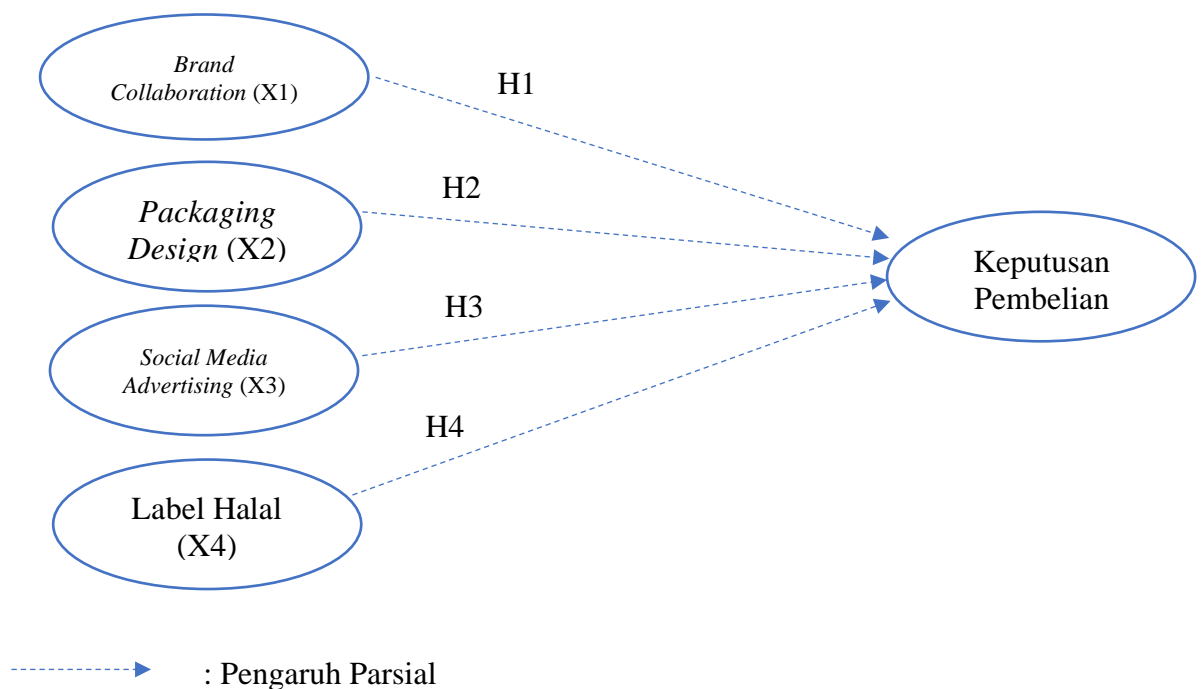 Brand
Collaboration (X1)
H1
Packaging
Design (X2)
H2
Keputusan
Pembelian
H3
Social Media
Advertising (X3)
H4
Label Halal
(X4)
: Pengaruh Parsial